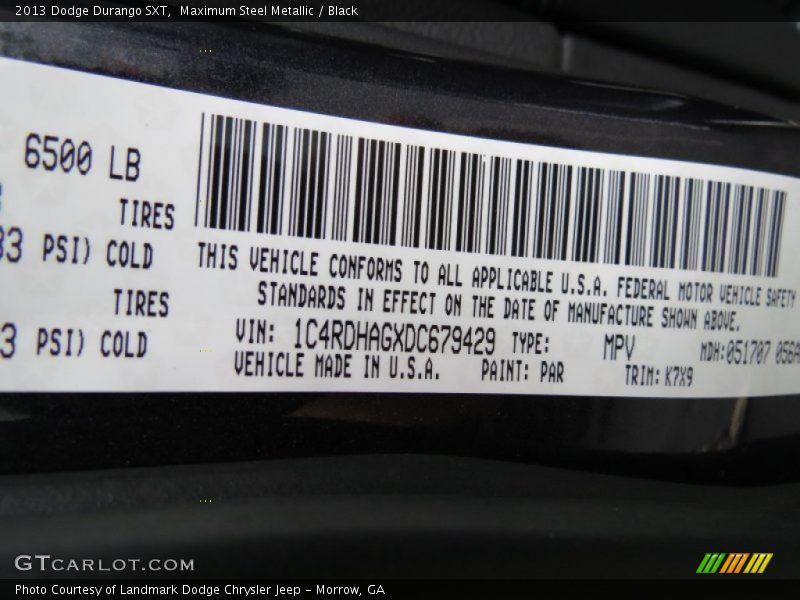 2013 Dodge Durango SXT,  Maximum Steel Metallic / Black
6500 LB
TIRES
PSI) COLD
THIS VEHICLE CONFORMS TO ALL APPLICABLE U.S.A. FEDERAL MOTOR VEHICLE SAFETY
STANDARDS IN EFFECT ON THE DATE OF MANUFACTURE SHOWN ABOVE.
TIRES
VIN: 1C4RDHAGXDC679429 TYPE: MPV MDH: 051707
PSI) COLD
VEHICLE MADE IN U.S.A. PAINT: PAR TRIM: K7X9
GTCARLOT.COM
Photo Courtesy of Landmark Dodge Chrysler Jeep – Morrow, GA